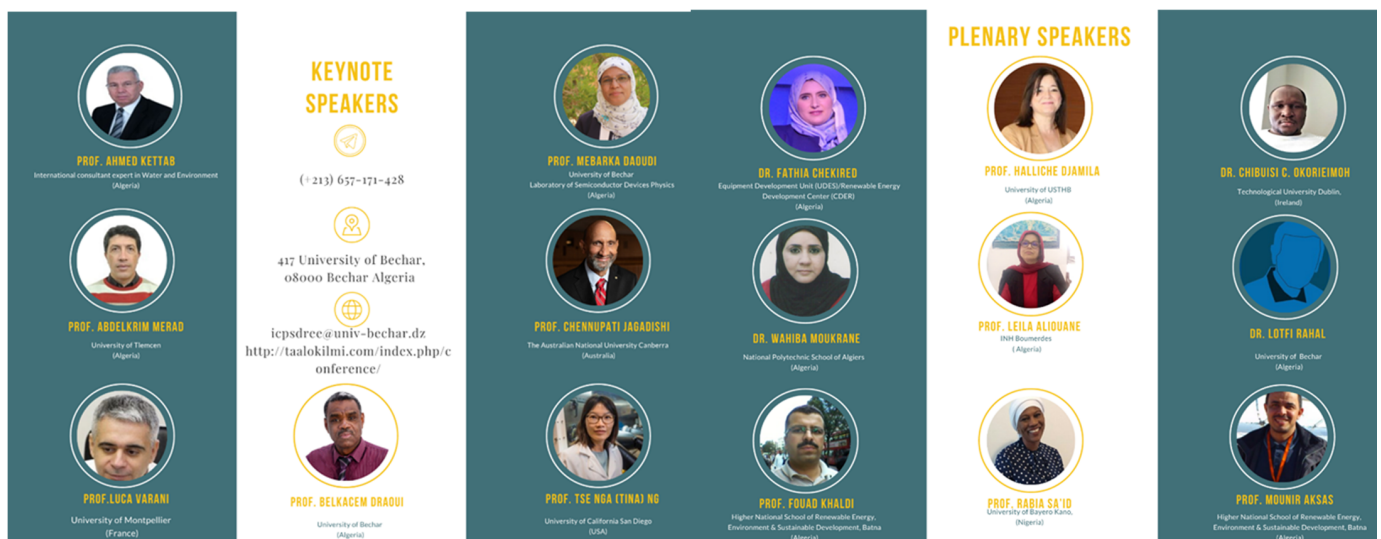 PROF. AHMED KETTAB
International consultant expert in Water and Environment
(Algeria)
PROF. ABDELKRIM MERAD
University of Tlemcen
(Algeria)
PROF.LUCA VARANI
University of Montpellier
(France)
KEYNOTE
SPEAKERS
(+213) 657-171-428
417 University of Bechar,
08000 Bechar Algeria
icpsdree@univ-bechar.dz
http://taalokilmi.com/index.php/c
onference/
PROF. BELKACEM DRAOUI
University of Bechar
(Algeria)
PROF. MEBARKA DAOUDI
University of Bechar
Laboratory of Semiconductor Devices Physics
(Algeria)
PROF. CHENNUPATI JAGADISHI
The Australian National University Canberra
(Australia)
PROF. TSE NGA (TINA) NG
University of California San Diego
(USA)
DR. FATHIA CHEKIRED
Equipment Development Unit (UDES)/Renewable Energy
Development Center (CDER)
(Algeria)
DR. WAHIBA MOUKRANE
National Polytechnic School of Algiers
(Algeria)
PROF. FOUAD KHALDI
Higher National School of Renewable Energy,
Environment & Sustainable Development, Batna
(Algeria)
PLENARY SPEAKERS
PROF. HALLICHE DJAMILA
University of USTHB
(Algeria)
PROF. LEILA ALIOUANE
INH Boumerdes
( Algeria)
PROF. RABIA SA'ID
University of Bayero Kano,
(Nigeria)
DR. CHIBUISI C. OKORIEIMOH
Technological University Dublin,
(Ireland)
DR. LOTFI RAHAL
University of Bechar
(Algeria)
PROF. MOUNIR AKSAS
Higher National School of Renewable Energy,
Environment & Sustainable Development, Batna
(Algeria)